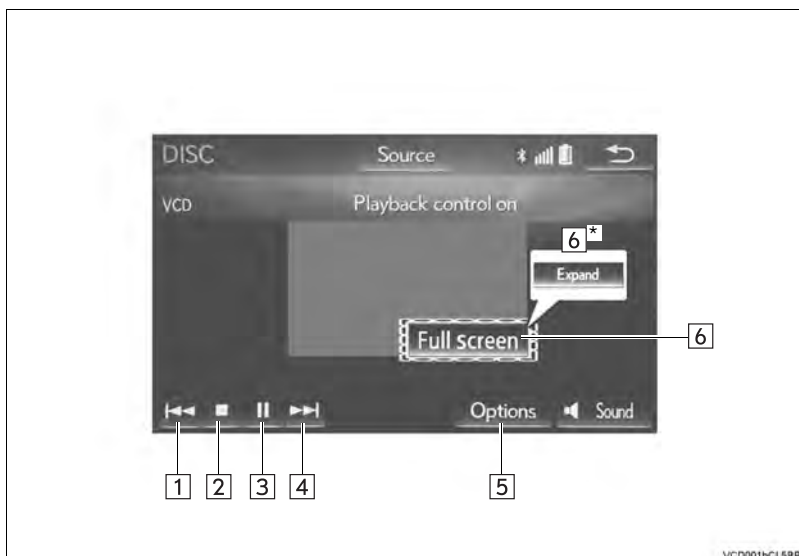 DISC Source
VCD Playback control on
6 *
Expand
Full screen 6
Options Sound
1 2 3 4 5